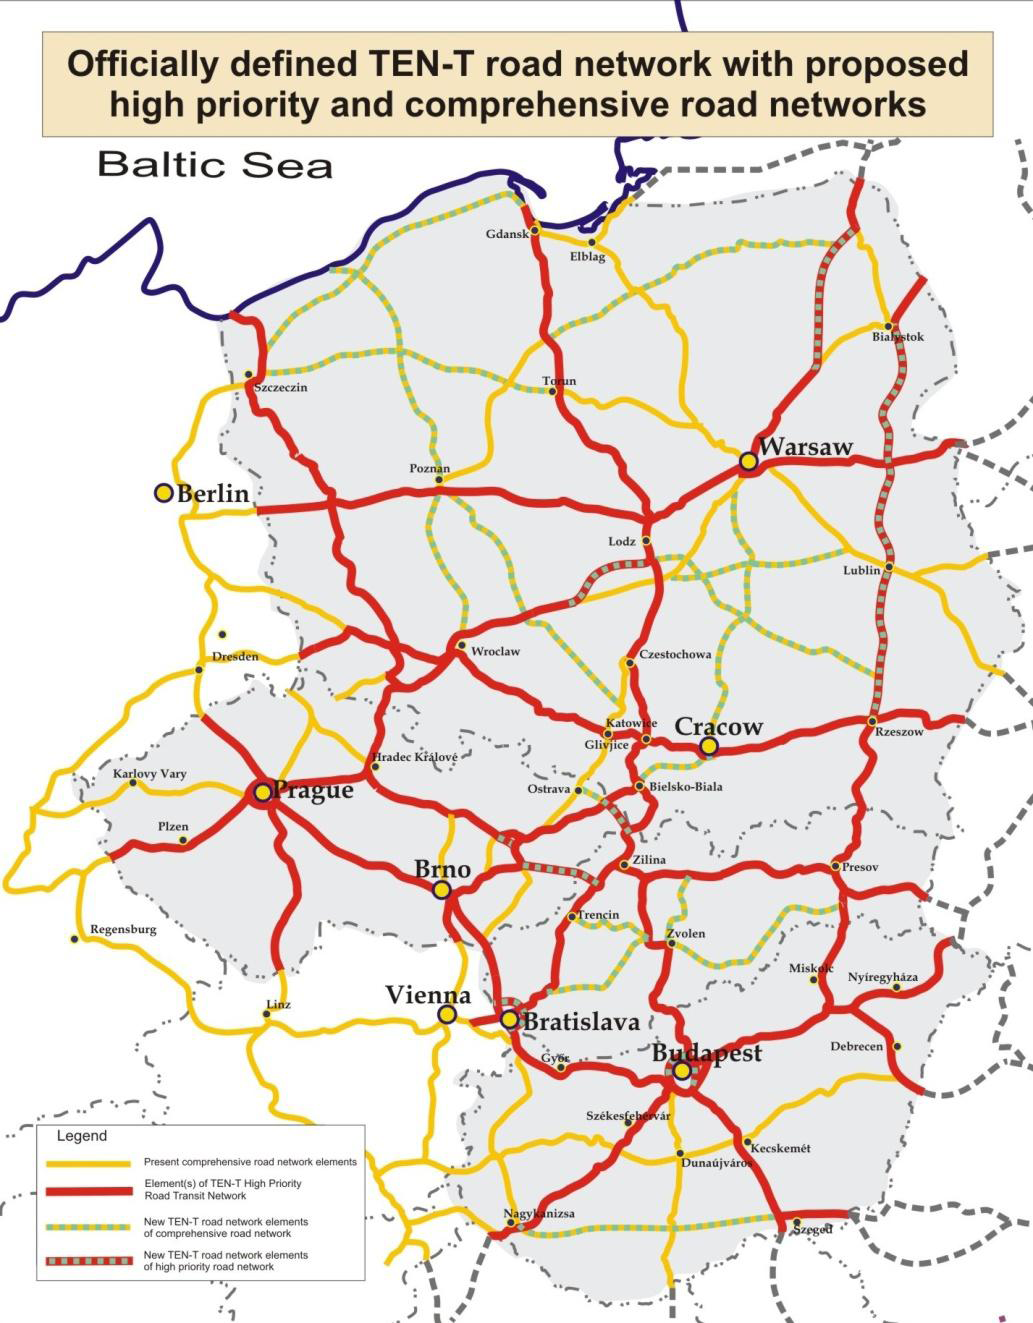 Officially defined TEN-T road network with proposed
high priority and comprehensive road networks
Baltic Sea
Gdansk
Elblag
Bialystok
Szczeczin
Torun
Warsaw
Poznan
Berlin
Lodz
Lublin
Dresden
Wroclaw
Czestochowa
Katowice
Cracow
Glivjice
Rzeszow
Hradec Králové
Karlovy Vary
Prague
Ostrava
Bielsko-Biala
Plzen
Brno
Zilina
Presov
Trencin
Regensburg
Zvolen
Miskolc
Nyíregyháza
Vienna
Linz
Bratislava
Debrecen
Györ
Budapest
Székesfehérvár
Kecskemét
Dunaújváros
Nagykanizsa
Szeged
Legend
Present comprehensive road network elements
Element(s) of TEN-T High Priority
Road Transit Network
New TEN-T road network elements
of comprehensive road network
New TEN-T road network elements
of high priority road network